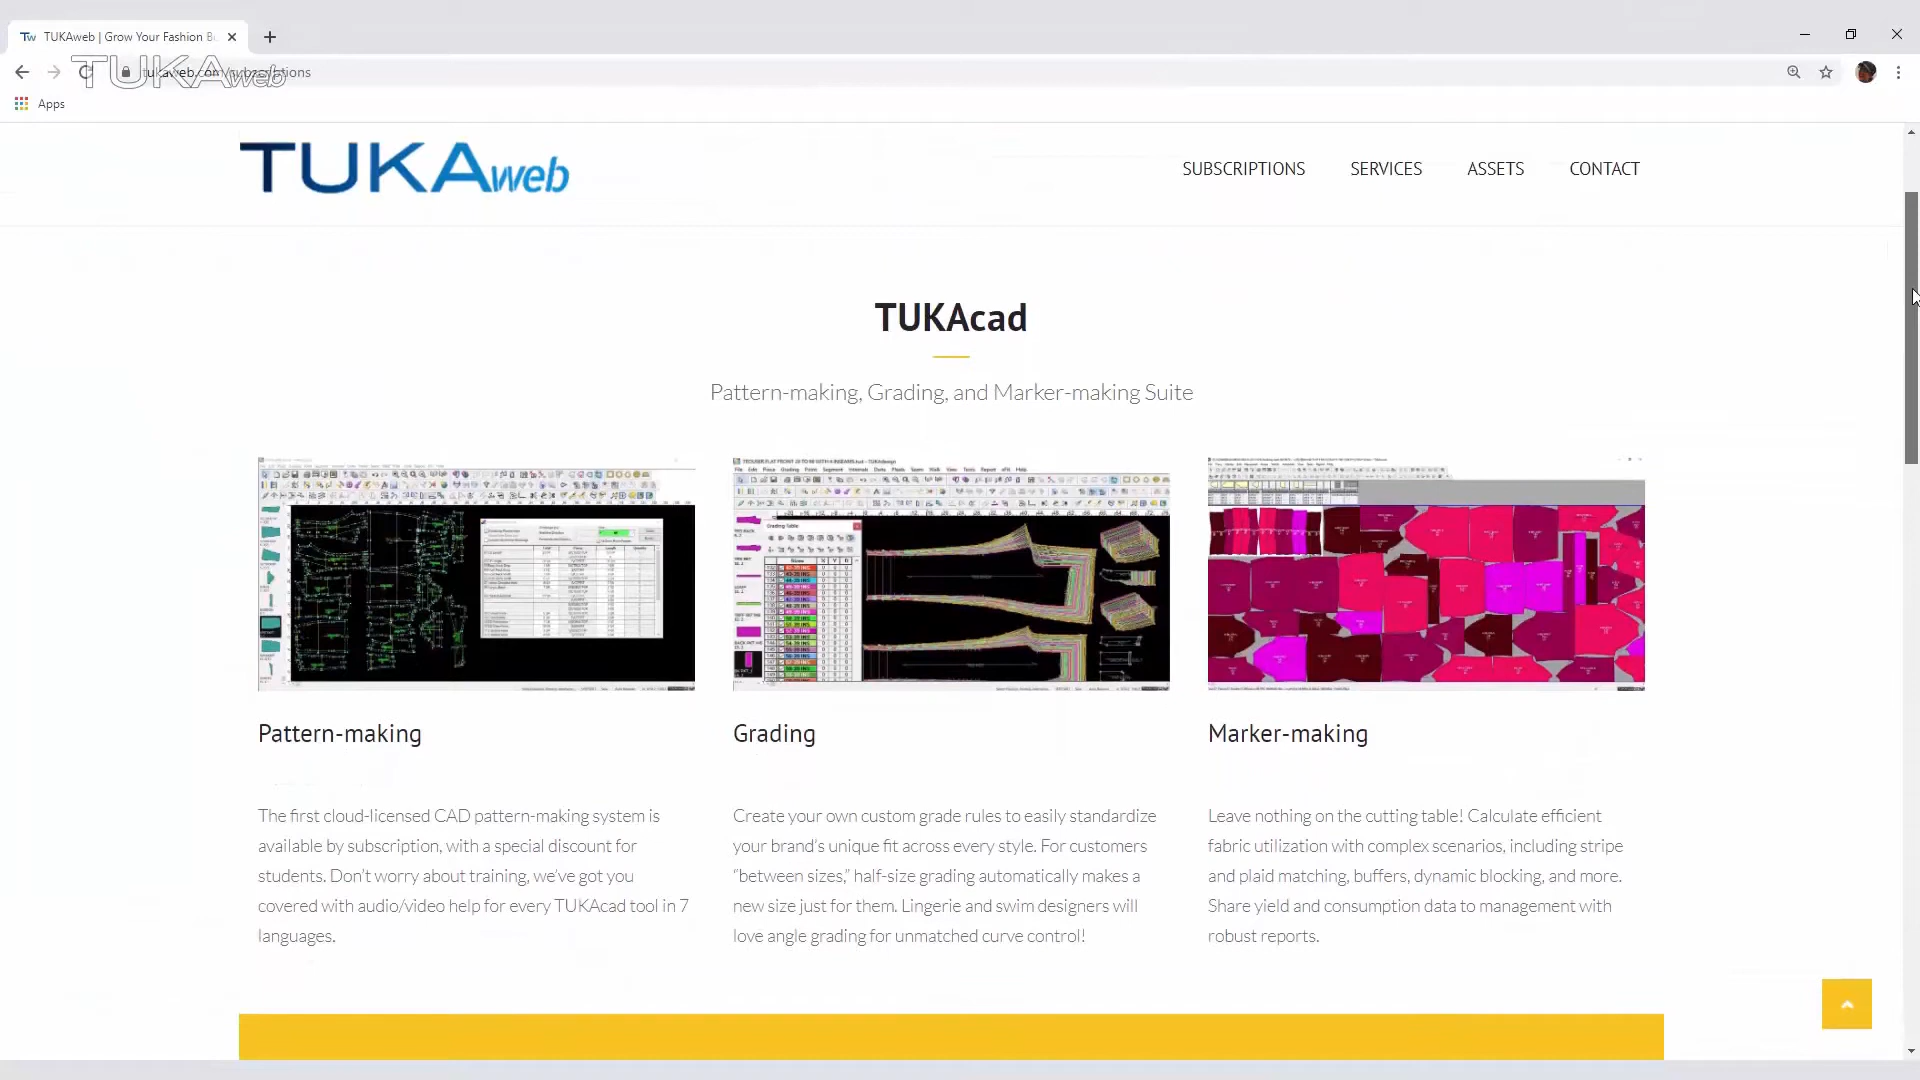 TUKAweb | Grow Your Fashion B
TUKAweb
tukaweb.com/subscriptions
Apps
TUKAweb
SUBSCRIPTIONS SERVICES ASSETS CONTACT
TUKAcad
Pattern-making, Grading, and Marker-making Suite
Grading Table
Pattern-making
Grading
Marker-making
The first cloud-licensed CAD pattern-making system is
available by subscription, with a special discount for
students. Don't worry about training, we've got you
covered with audio/video help for every TUKAcad tool in 7
languages.
Create your own custom grade rules to easily standardize
your brand's unique fit across every style. For customers
“between sizes,” half-size grading automatically makes a
new size just for them. Lingerie and swim designers will
love angle grading for unmatched curve control!
Leave nothing on the cutting table! Calculate efficient
fabric utilization with complex scenarios, including stripe
and plaid matching, buffers, dynamic blocking, and more.
Share yield and consumption data to management with
robust reports.